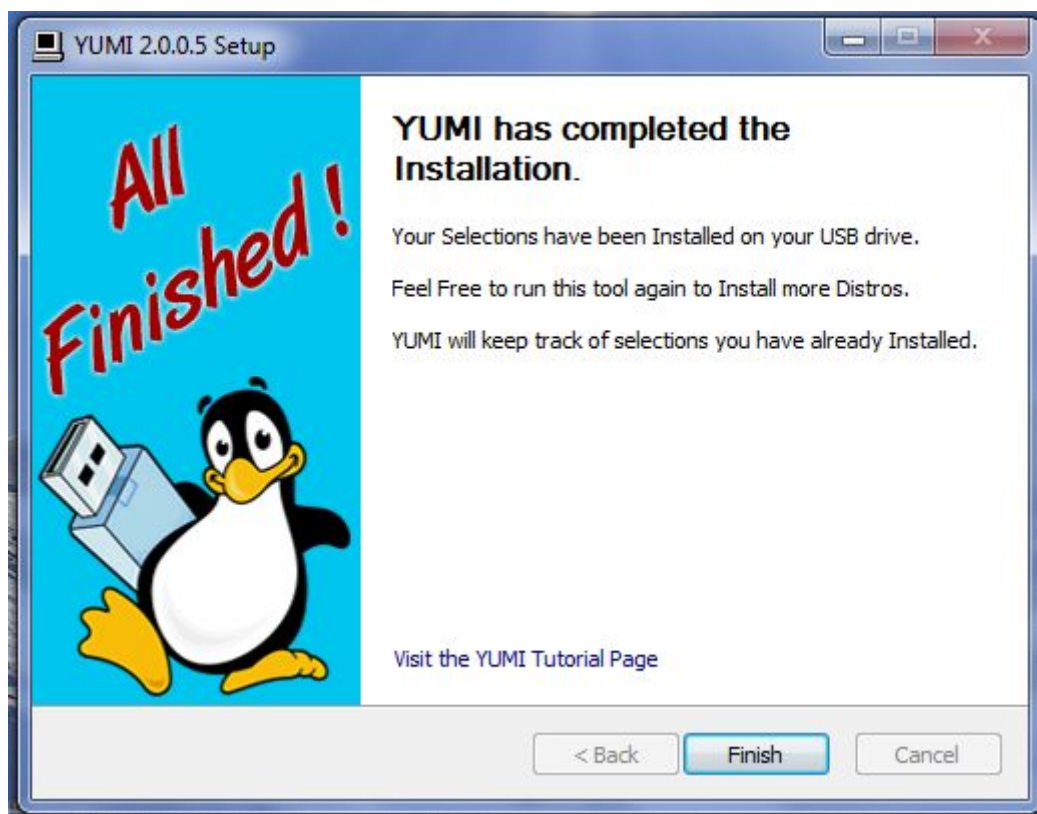 YUMI 2.0.0.5 Setup
All
Finished!
YUMI has completed the
Installation.
Your Selections have been Installed on your USB drive.
Feel Free to run this tool again to Install more Distros.
YUMI will keep track of selections you have already Installed.
Visit the YUMI Tutorial Page
< Back
Finish
Cancel